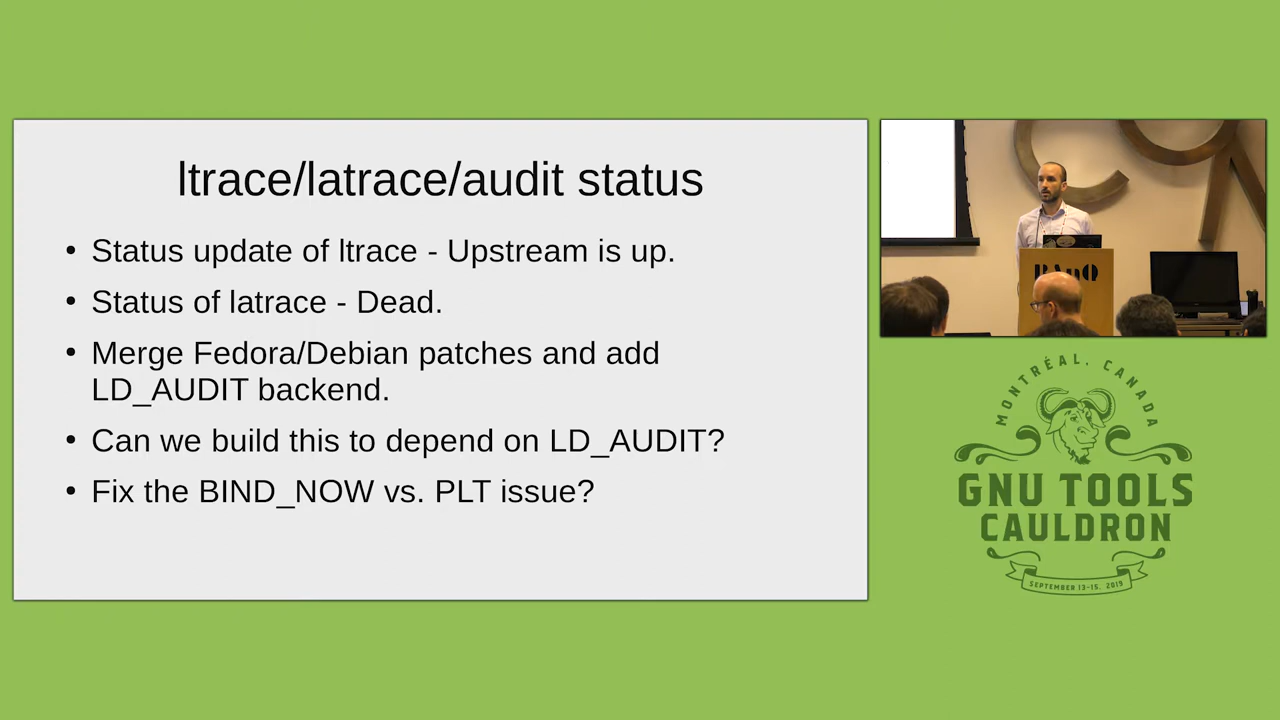 ltrace/latrace/audit status
• Status update of ltrace - Upstream is up.
• Status of latrace - Dead.
• Merge Fedora/Debian patches and add
LD_AUDIT backend.
• Can we build this to depend on LD_AUDIT?
• Fix the BIND_NOW vs. PLT issue?
BAnQ
MONTRÉAL, CANADA
GNU TOOLS
CAULDRON
SEPTEMBER 13-15, 2019